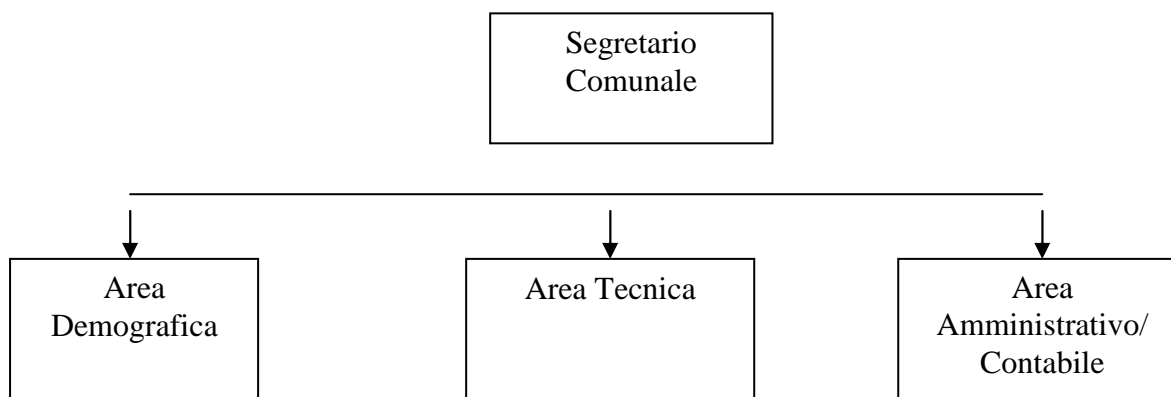 Segretario
Comunale
Area
Demografica
Area Tecnica
Area
Amministrativo/
Contabile